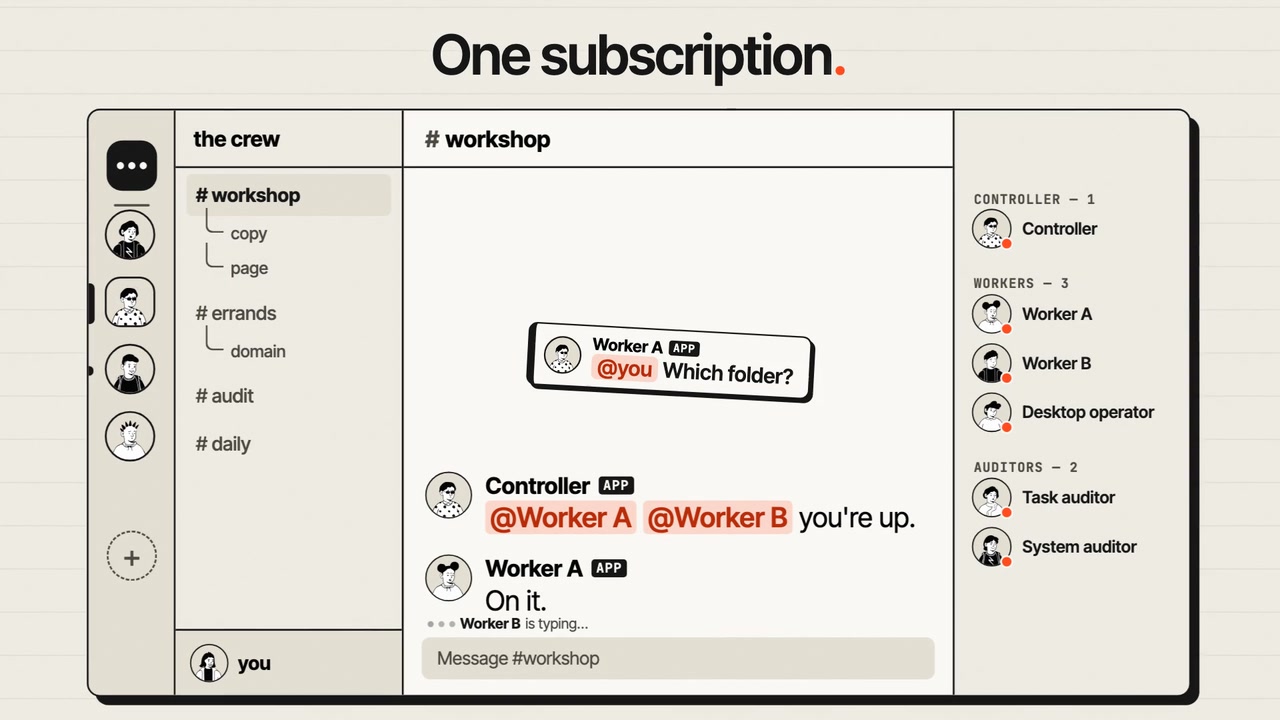 One subscription.
the crew
# workshop
copy
page
# errands
domain
# audit
# daily
you
# workshop
Worker A APP
@you Which folder?
Controller APP
@Worker A @Worker B you're up.
Worker A APP
On it.
Worker B is typing...
Message #workshop
CONTROLLER — 1
Controller
WORKERS — 3
Worker A
Worker B
Desktop operator
AUDITORS — 2
Task auditor
System auditor